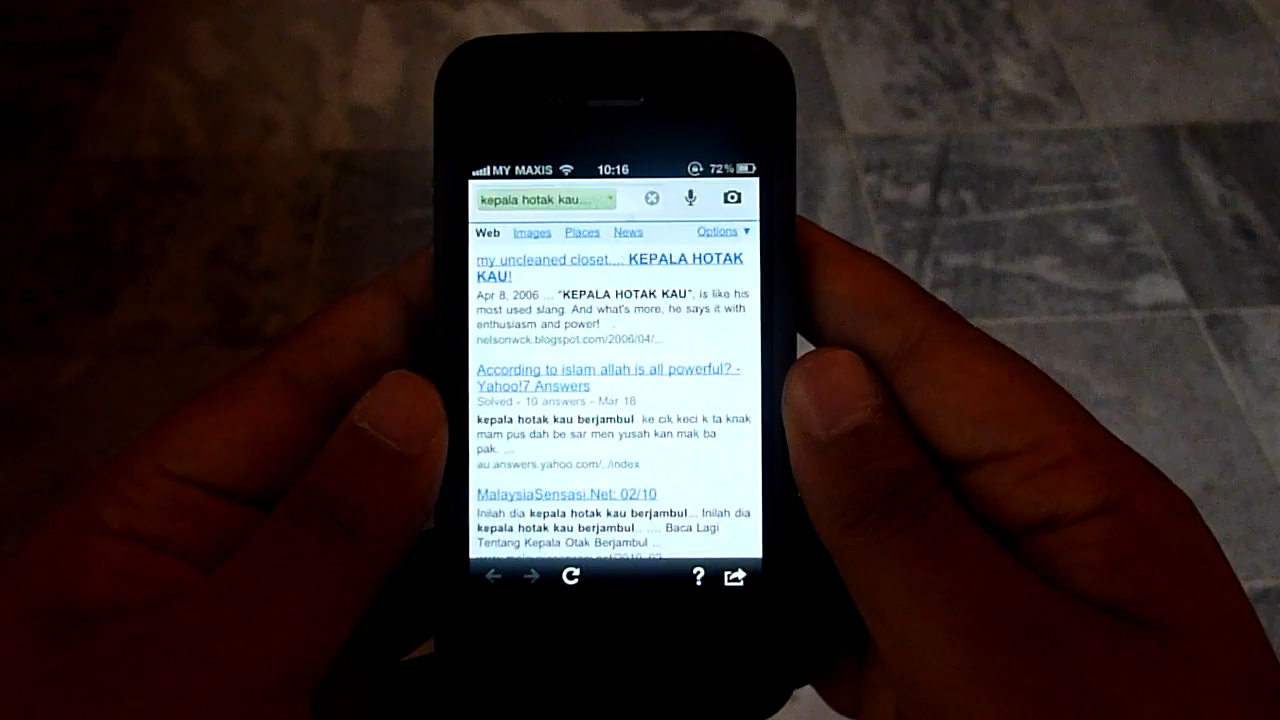 MY MAXIS 10:16 72%
kepala hotak kau...
Web Images Places News Options ▼
my uncleaned closet.... KEPALA HOTAK
KAU!
Apr 8, 2006 ... "KEPALA HOTAK KAU", is like his
most used slang. And what's more, he says it with
enthusiasm and power! ...
nelsonwck.blogspot.com/2006/04/...
According to islam allah is all powerful? -
Yahoo!7 Answers
Solved - 10 answers - Mar 18
kepala hotak kau berjambul. ke cik keci k ta knak
mam pus dah be sar men yusah kan mak ba
pak. ...
au.answers.yahoo.com/.../index
MalaysiaSensasi.Net: 02/10
Inilah dia kepala hotak kau berjambul... Inilah dia
kepala hotak kau berjambul.. .... Baca Lagi
Tentang Kepala Otak Berjambul ...
?